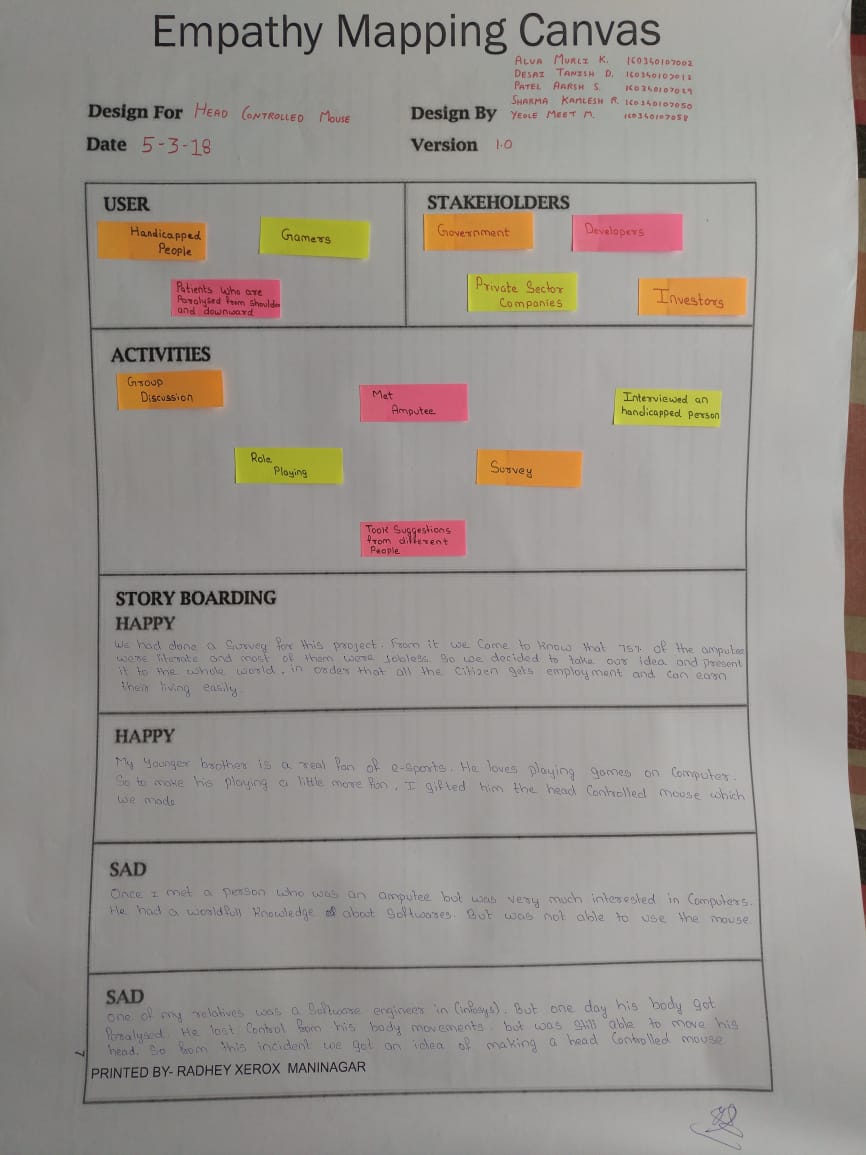 Empathy Mapping Canvas
ALVA MURLI K. 160340107002
DESAI TANISH D. 160340107013
PATEL AARSH S. 160340107029
SHARMA KAMLESH R. 160340107050
Design For HEAD CONTROLLED MOUSE
Design By YEOLE MEET M. 160340107058
Date 5-3-18
Version 1.0
USER
Handicapped
People
Gamers
Patients who are
Paralysed from Shoulder
and downward
STAKEHOLDERS
Government
Developers
Private Sector
Companies
Investors
ACTIVITIES
Group
Discussion
Met
Amputee
Interviewed an
handicapped person
Role
Playing
Survey
Took Suggestions
from different
People
STORY BOARDING
HAPPY
We had done a Survey for this project. From it we Come to Know that 75% of the amputee
were literate and most of them were Jobless. So we decided to take our idea and present
it to the whole world, in order that all the Citizen gets employment and can earn
their living easily.
HAPPY
My Younger brother is a real fan of e-sports. He loves playing games on Computer.
So to make his playing a little more fun, I gifted him the head Controlled mouse which
we made
SAD
Once I met a person who was an amputee but was very much interested in Computers.
He had a worldfull Knowledge about Softwares. But was not able to use the mouse
SAD
one of my relatives was a Software engineer in (infosys). But one day his body got
Paralysed. He lost Control from his body movements. but was Still able to move his
head. So from this incident we got an idea of making a head Controlled mouse
7
PRINTED BY- RADHEY XEROX MANINAGAR